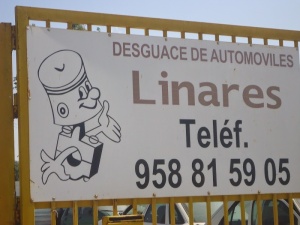 DESGUACE DE AUTOMOVILES
Linares
Teléf.
958 81 59 05